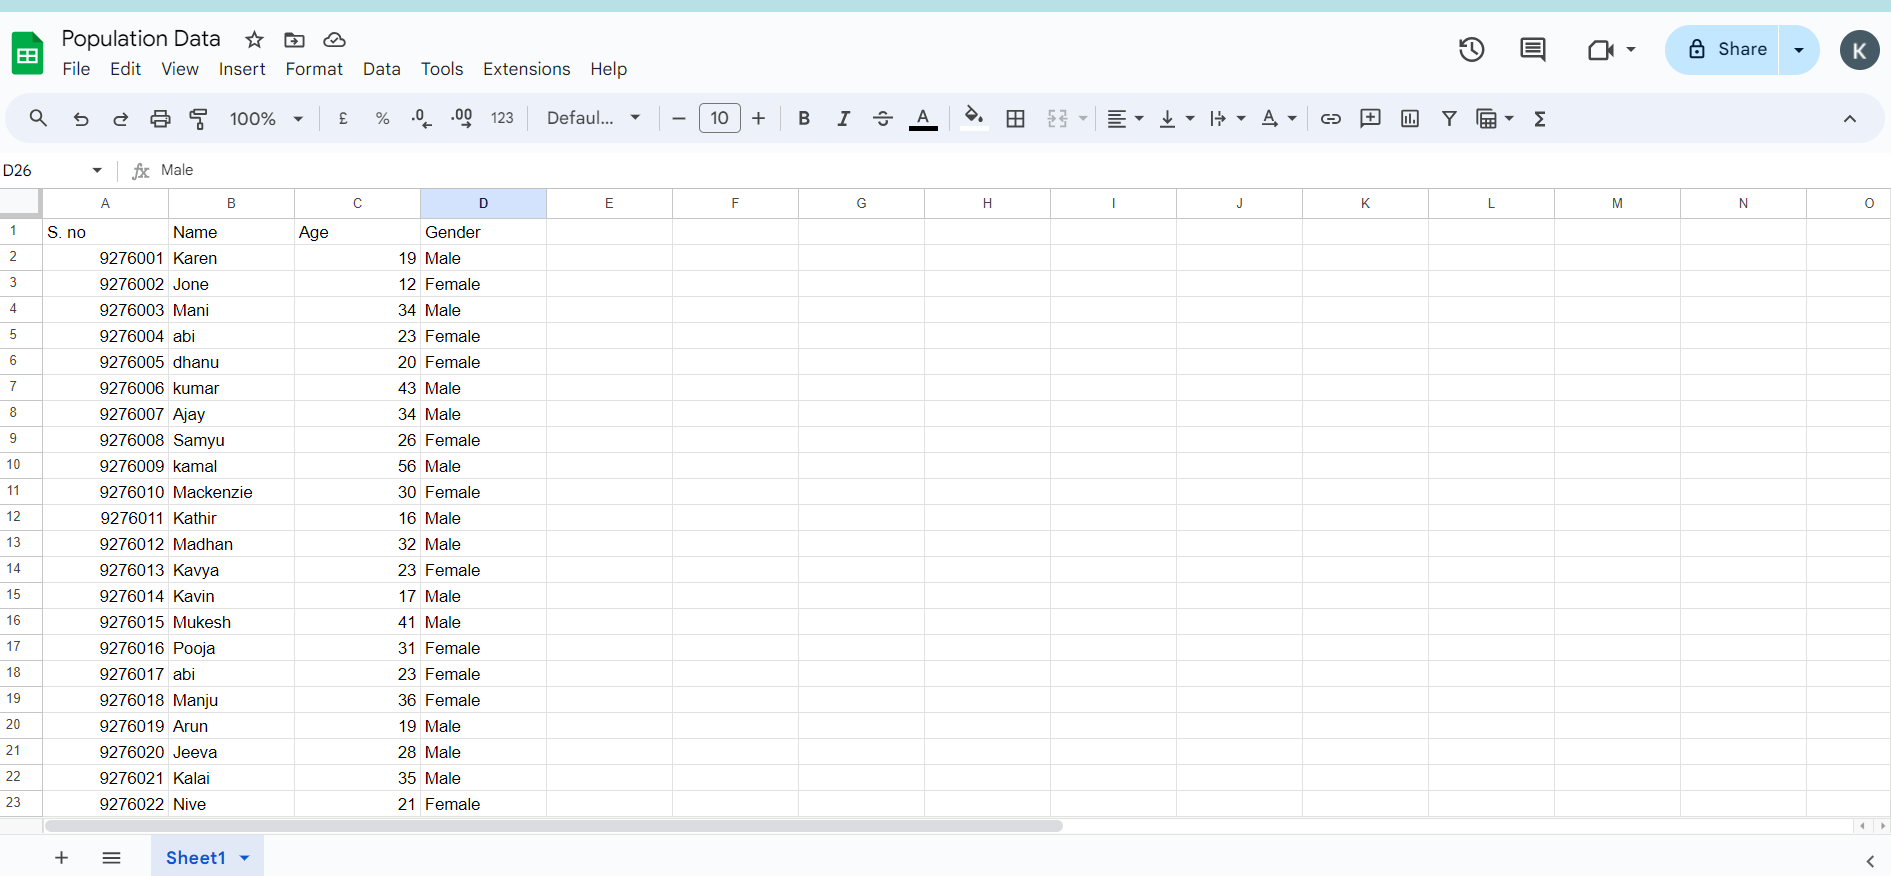 Population Data
File Edit View Insert Format Data Tools Extensions Help
Share
K
100% £ % .0 .00 123 Defaul... 10 B I S A
D26 fx Male
A B C D E F G H I J K L M N O
1 S. no Name Age Gender
2 9276001 Karen 19 Male
3 9276002 Jone 12 Female
4 9276003 Mani 34 Male
5 9276004 abi 23 Female
6 9276005 dhanu 20 Female
7 9276006 kumar 43 Male
8 9276007 Ajay 34 Male
9 9276008 Samyu 26 Female
10 9276009 kamal 56 Male
11 9276010 Mackenzie 30 Female
12 9276011 Kathir 16 Male
13 9276012 Madhan 32 Male
14 9276013 Kavya 23 Female
15 9276014 Kavin 17 Male
16 9276015 Mukesh 41 Male
17 9276016 Pooja 31 Female
18 9276017 abi 23 Female
19 9276018 Manju 36 Female
20 9276019 Arun 19 Male
21 9276020 Jeeva 28 Male
22 9276021 Kalai 35 Male
23 9276022 Nive 21 Female
Sheet1